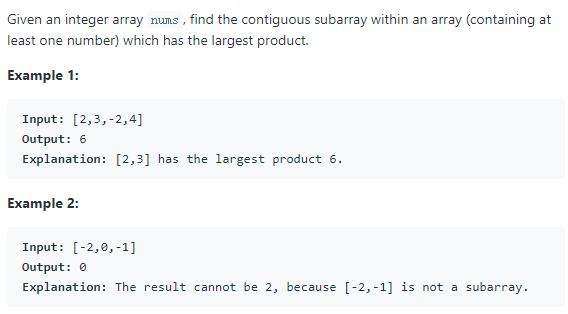 Given an integer array nums , find the contiguous subarray within an array (containing at
least one number) which has the largest product.
Example 1:
Input: [2,3,-2,4]
Output: 6
Explanation: [2,3] has the largest product 6.
Example 2:
Input: [-2,0,-1]
Output: 0
Explanation: The result cannot be 2, because [-2,-1] is not a subarray.